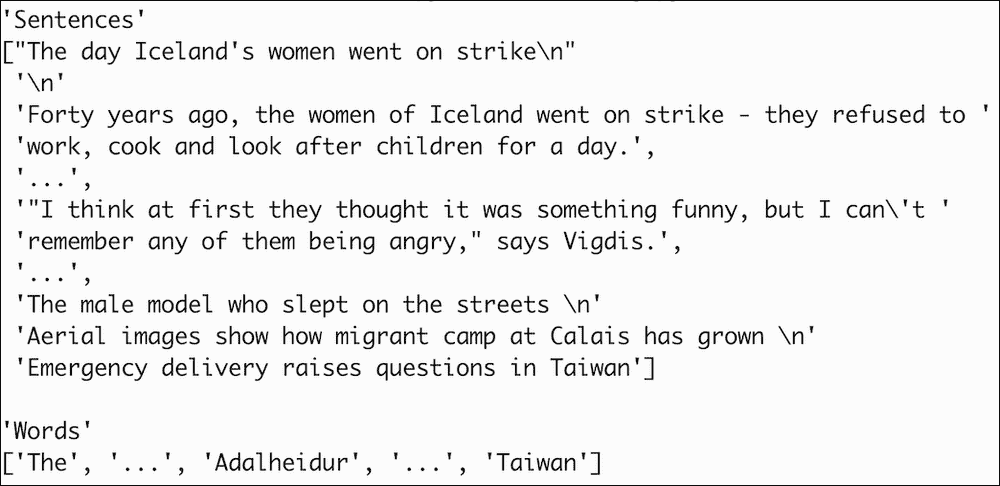 'Sentences'
["The day Iceland's women went on strike\n"
'\n'
'Forty years ago, the women of Iceland went on strike - they refused to '
'work, cook and look after children for a day.',
'...',
'"I think at first they thought it was something funny, but I can\'t '
'remember any of them being angry," says Vigdis.',
'...',
'The male model who slept on the streets \n'
'Aerial images show how migrant camp at Calais has grown \n'
'Emergency delivery raises questions in Taiwan']
'Words'
['The', '...', 'Adalheidur', '...', 'Taiwan']